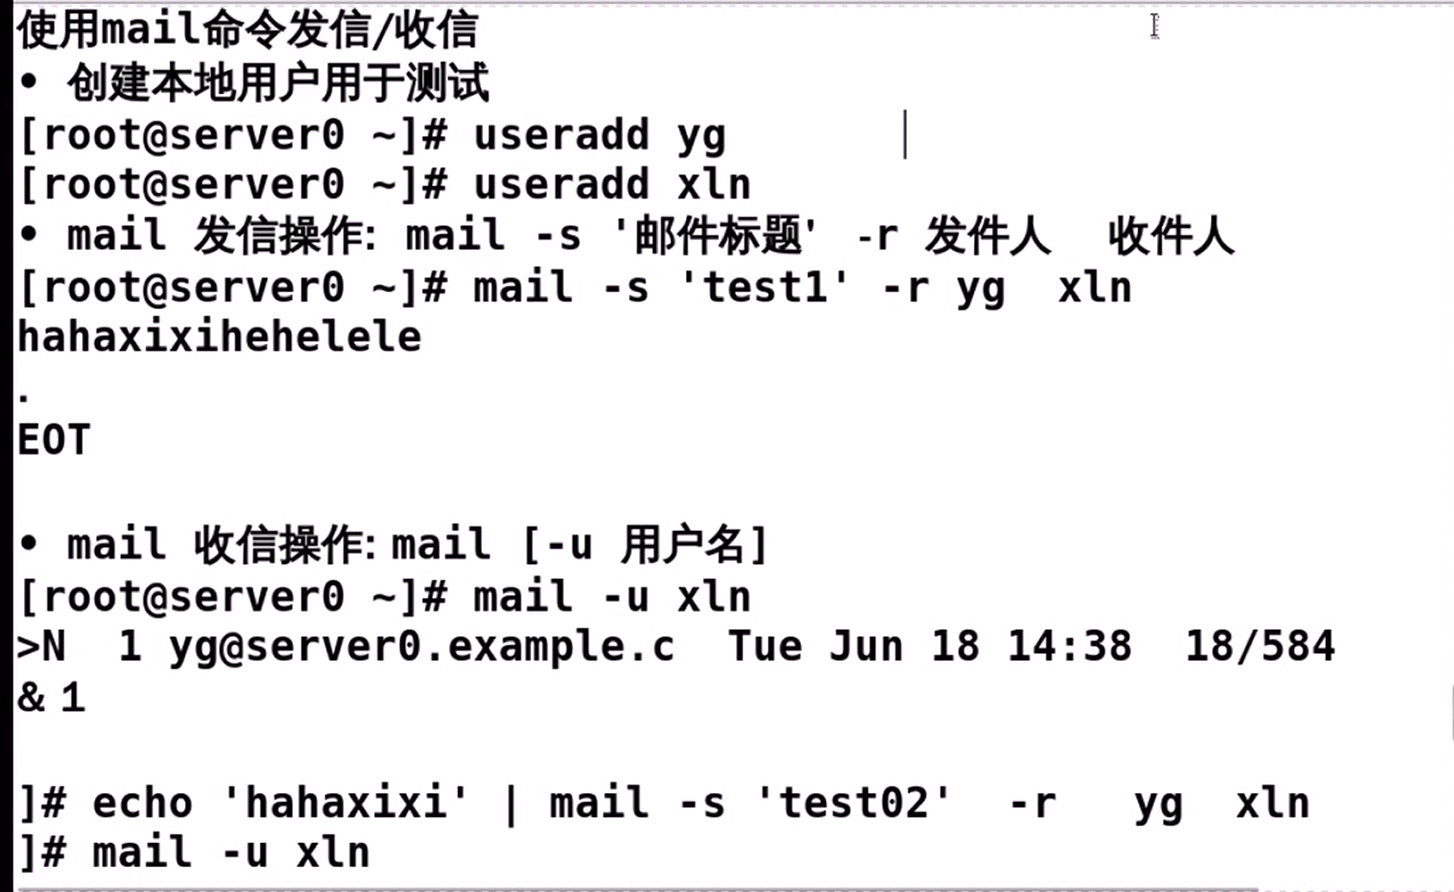 使用mail命令发信/收信
• 创建本地用户用于测试
[root@server0 ~]# useradd yg
[root@server0 ~]# useradd xln
• mail 发信操作: mail -s '邮件标题' -r 发件人 收件人
[root@server0 ~]# mail -s 'test1' -r yg xln
hahaxixihehelele
.
EOT
• mail 收信操作: mail [-u 用户名]
[root@server0 ~]# mail -u xln
>N 1 yg@server0.example.c Tue Jun 18 14:38 18/584
& 1
]# echo 'hahaxixi' | mail -s 'test02' -r yg xln
]# mail -u xln